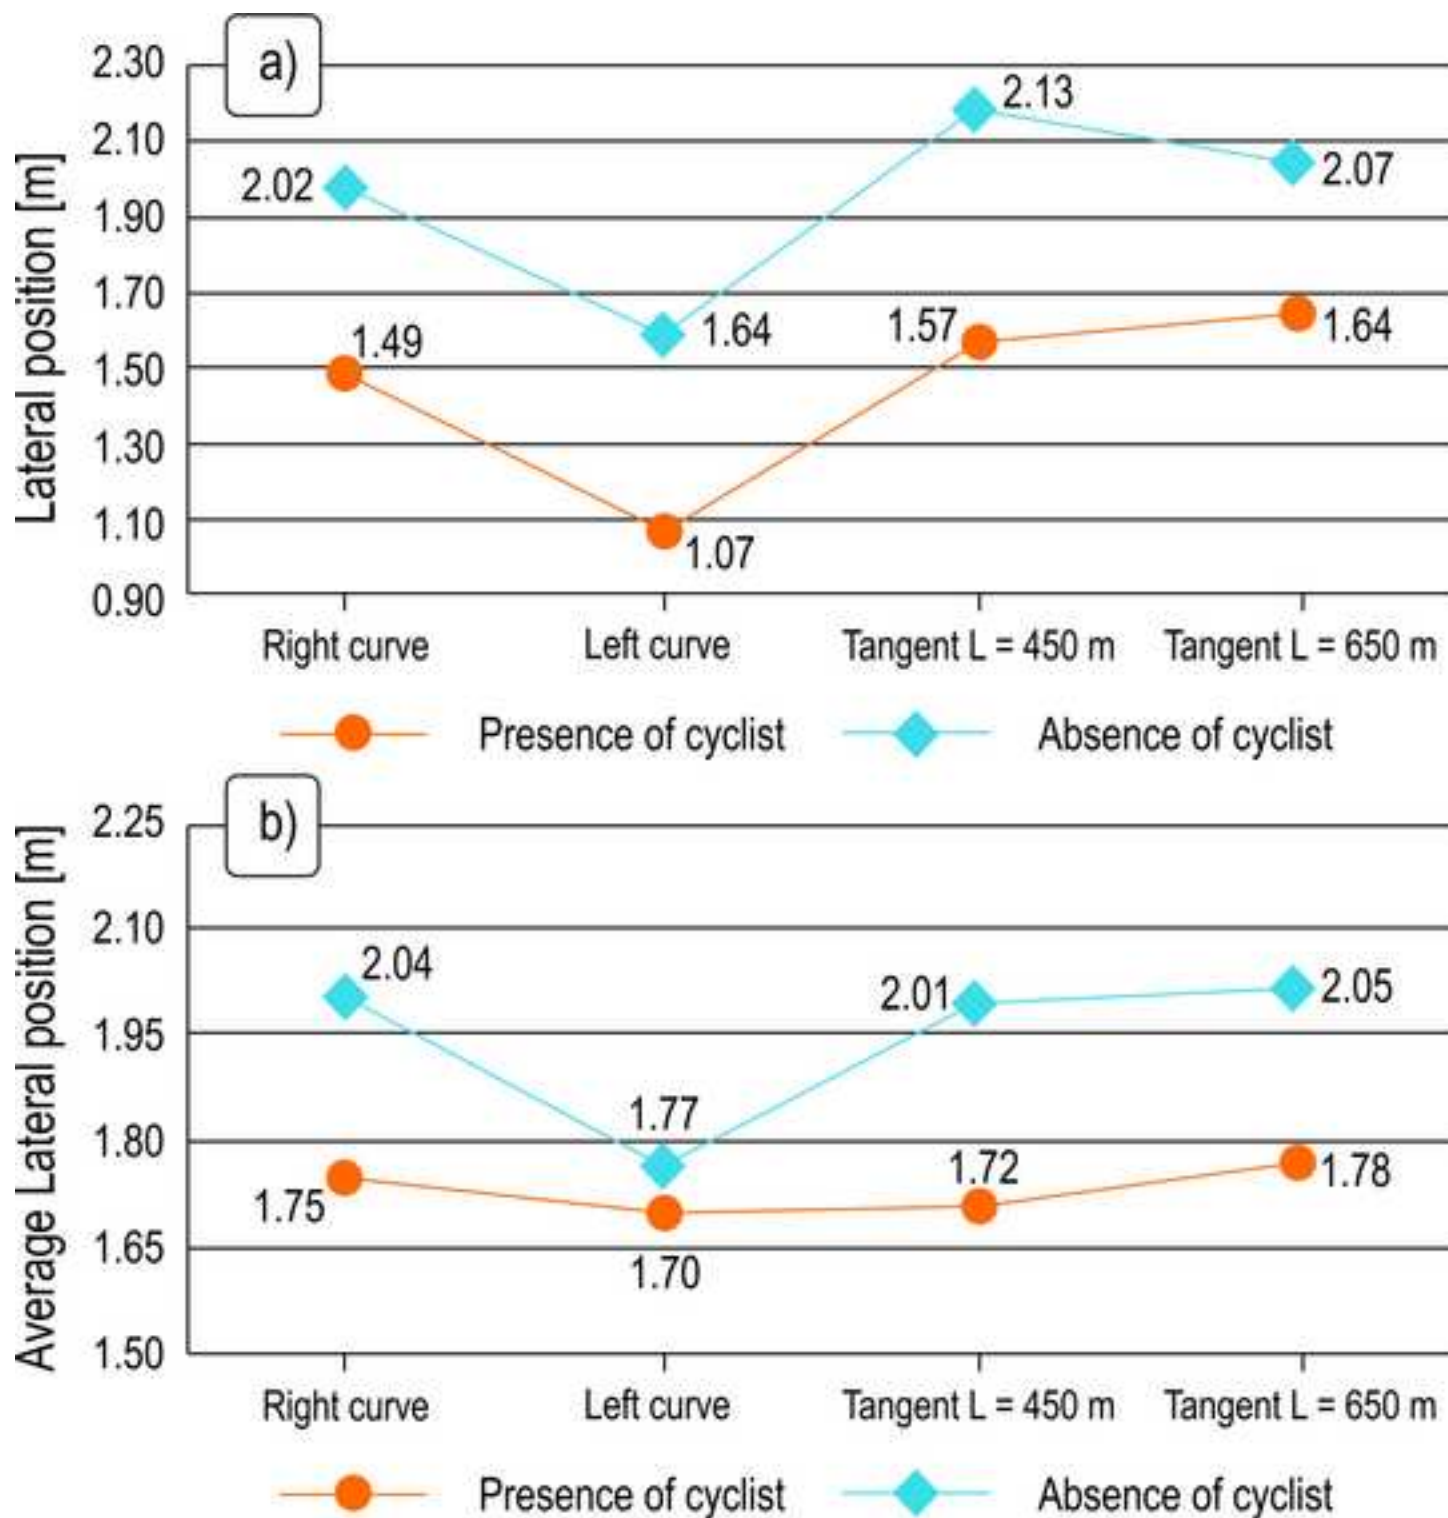 a)
Lateral position [m]
2.30
2.10
1.90
1.70
1.50
1.30
1.10
0.90
2.02
1.64
2.13
2.07
1.49
1.07
1.57
1.64
Right curve
Left curve
Tangent L = 450 m
Tangent L = 650 m
Presence of cyclist
Absence of cyclist
b)
Average Lateral position [m]
2.25
2.10
1.95
1.80
1.65
1.50
2.04
1.77
2.01
2.05
1.75
1.70
1.72
1.78
Right curve
Left curve
Tangent L = 450 m
Tangent L = 650 m
Presence of cyclist
Absence of cyclist